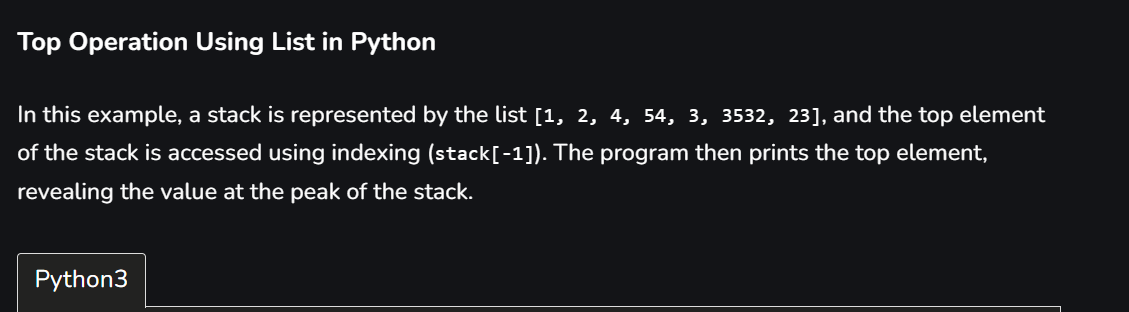 Top Operation Using List in Python
In this example, a stack is represented by the list [1, 2, 4, 54, 3, 3532, 23], and the top element
of the stack is accessed using indexing (stack[-1]). The program then prints the top element,
revealing the value at the peak of the stack.
Python3